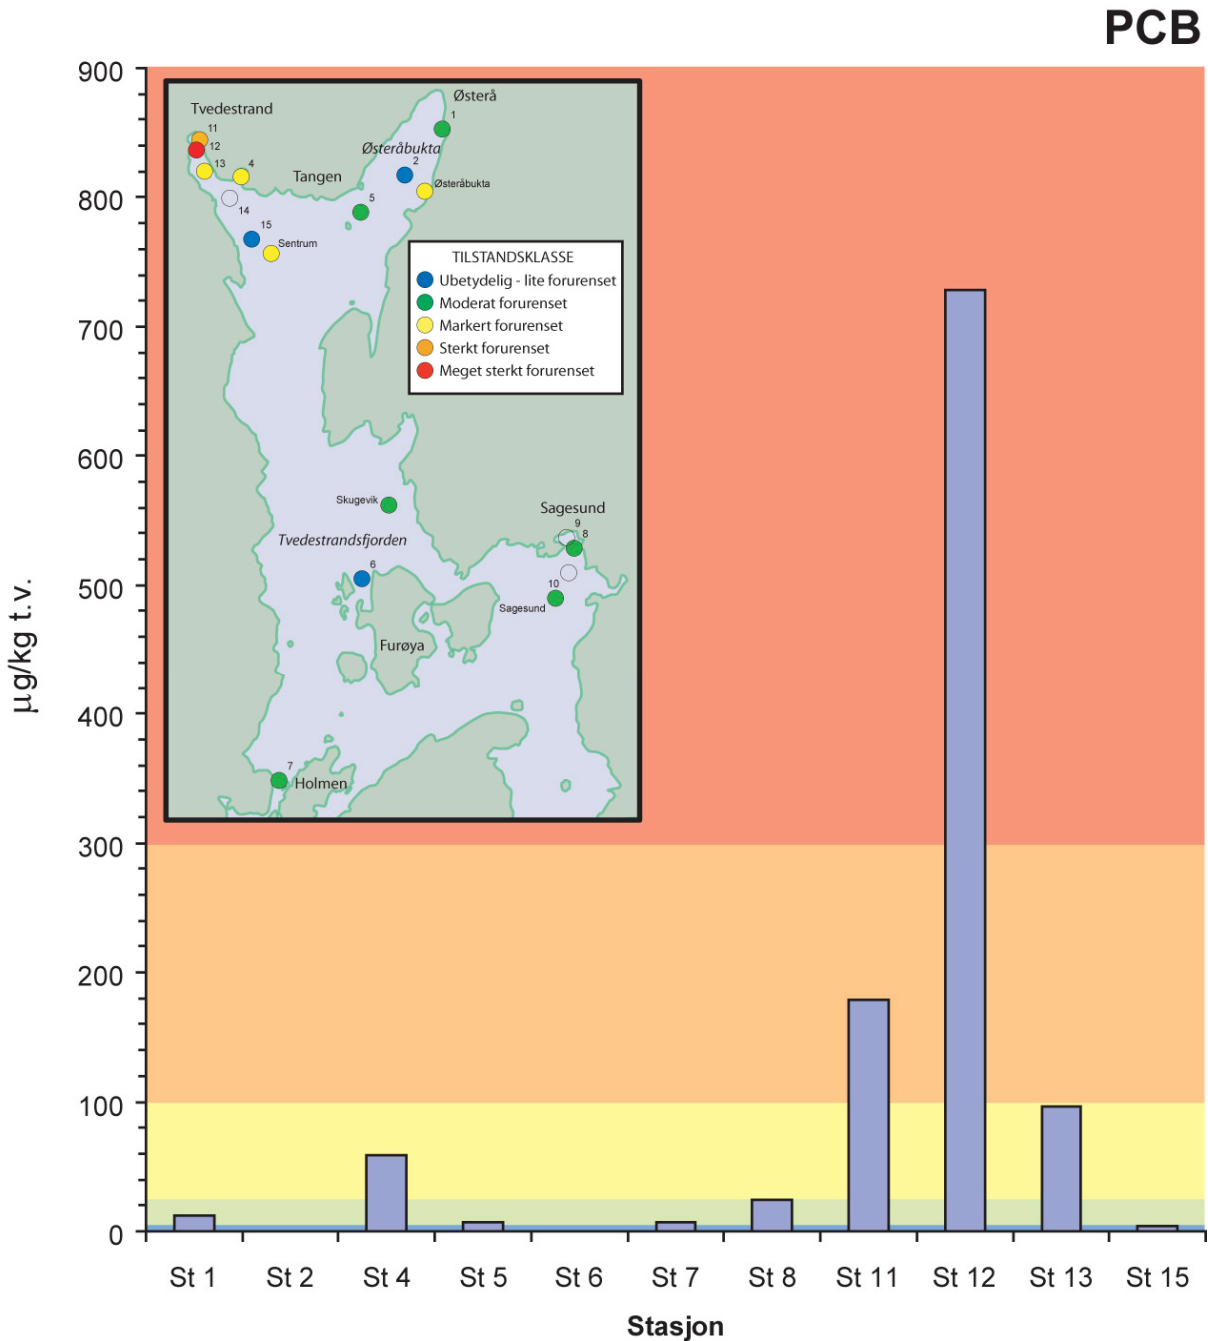 PCB
900
800
700
600
500
400
300
200
100
0
µg/kg t.v.
Tvedestrand
Østerå
11
1
12
Østeråbukta
13
4
2
Tangen
Østeråbukta
5
14
15
Sentrum
TILSTANDSKLASSE
Ubetydelig - lite forurenset
Moderat forurenset
Markert forurenset
Sterkt forurenset
Meget sterkt forurenset
Skugevik
Sagesund
9
8
Tvedestrandsfjorden
6
10
Sagesund
Furøya
7
Holmen
St 1 St 2 St 4 St 5 St 6 St 7 St 8 St 11 St 12 St 13 St 15
Stasjon